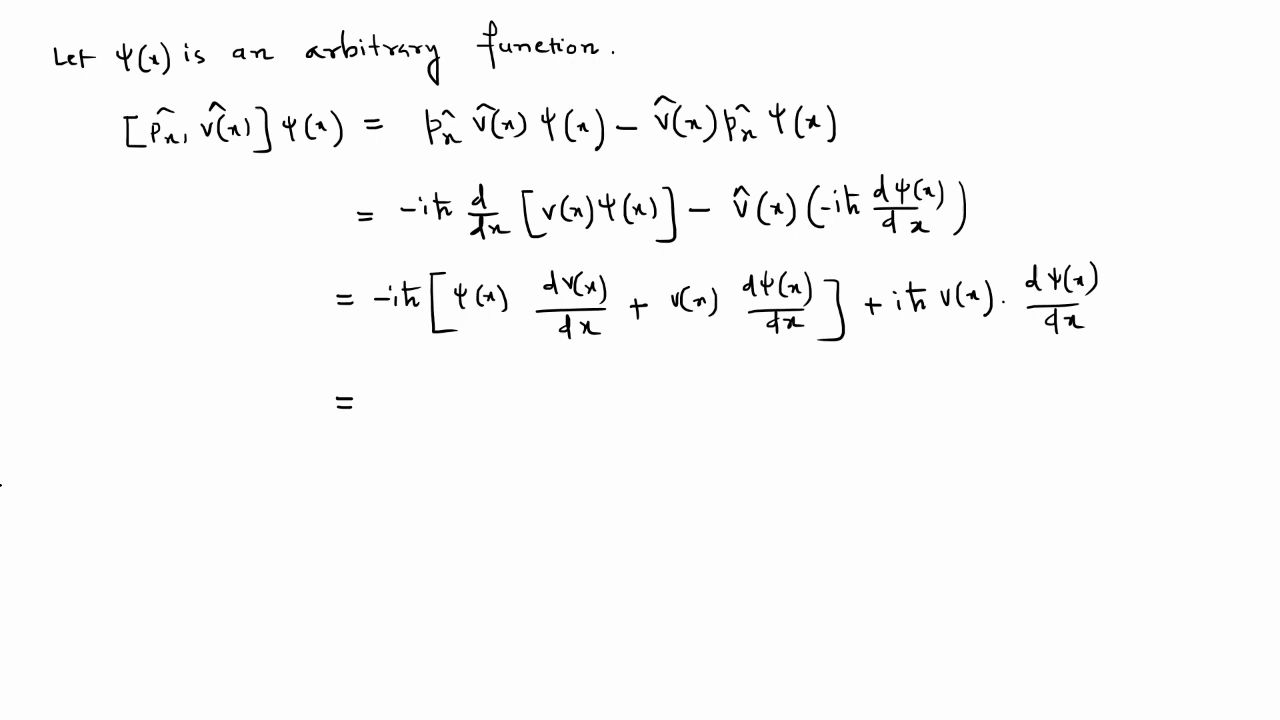 Let ψ(x) is an arbitrary function.
[p̂x, v̂(x)] ψ(x) = p̂x v̂(x) ψ(x) − v̂(x) p̂x ψ(x)
= −iħ d/dx [v(x)ψ(x)] − v̂(x) (−iħ dψ(x)/dx)
= −iħ [ψ(x) dv(x)/dx + v(x) dψ(x)/dx] + iħ v(x) · dψ(x)/dx
=